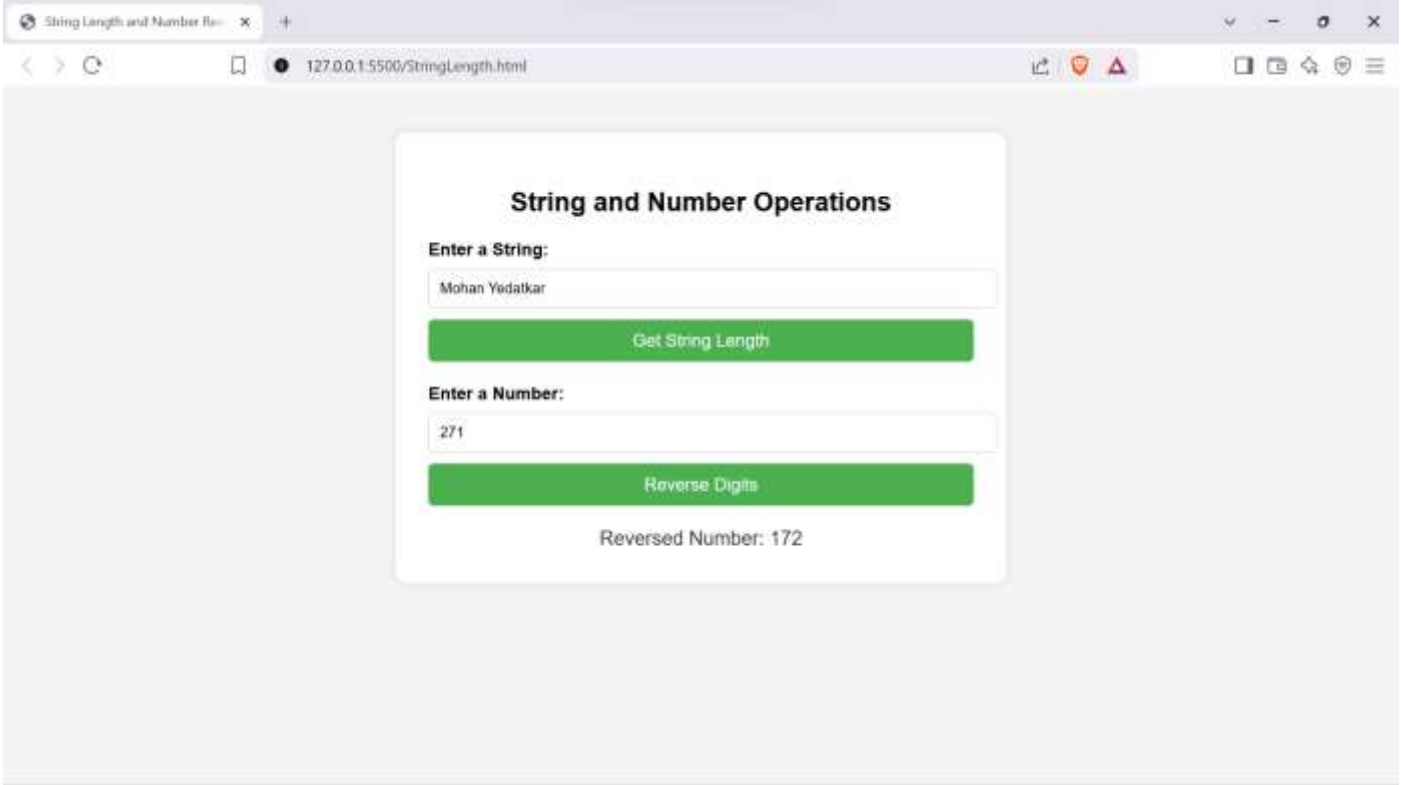 String Length and Number Re
127.0.0.1:5500/StringLength.html
String and Number Operations
Enter a String:
Mohan Yedatkar
Get String Length
Enter a Number:
271
Reverse Digits
Reversed Number: 172